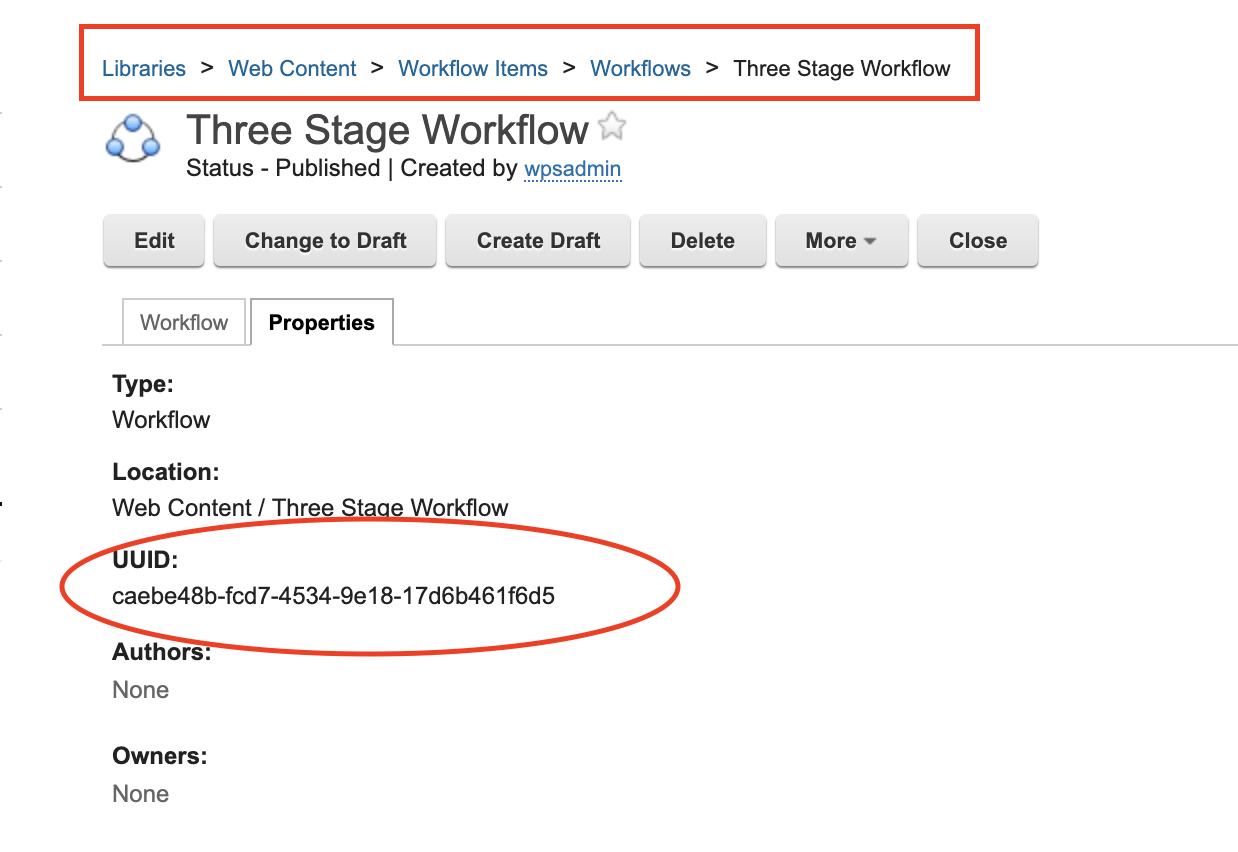 Libraries > Web Content > Workflow Items > Workflows > Three Stage Workflow
Three Stage Workflow
Status - Published | Created by wpsadmin
Edit Change to Draft Create Draft Delete More Close
Workflow Properties
Type:
Workflow
Location:
Web Content / Three Stage Workflow
UUID:
caebe48b-fcd7-4534-9e18-17d6b461f6d5
Authors:
None
Owners:
None